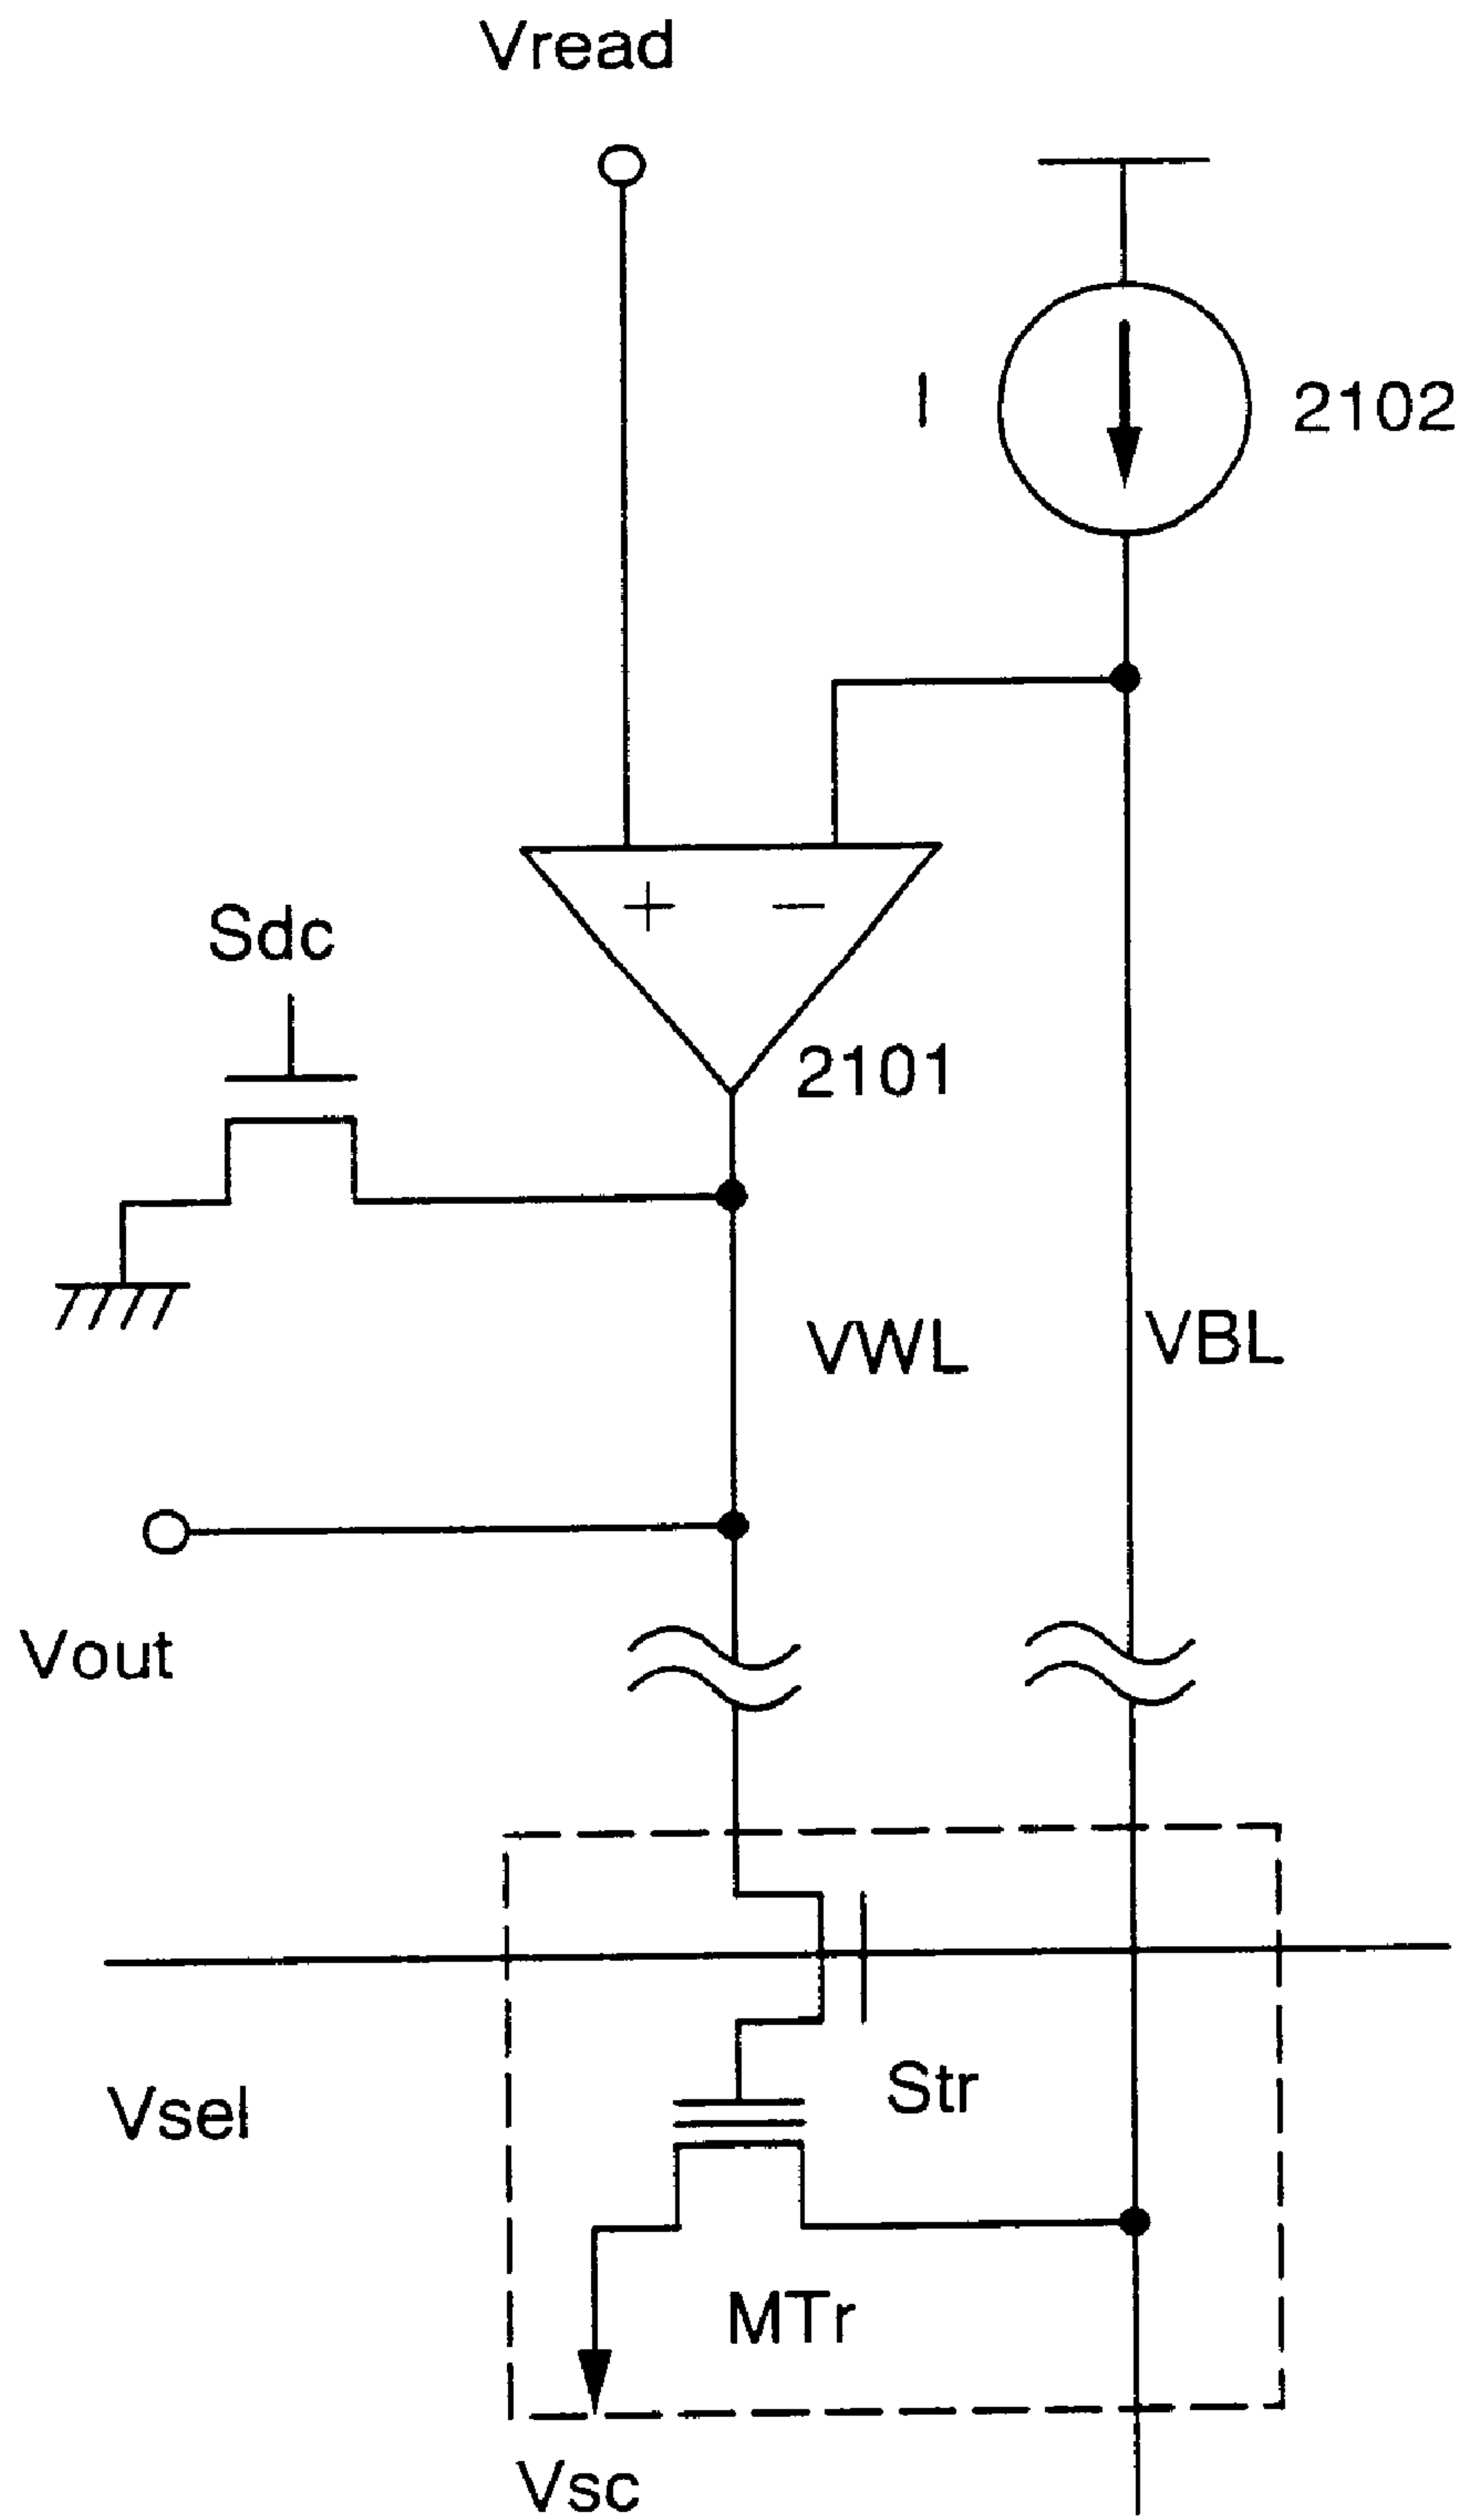 Vread
I
2102
+ −
Sdc
2101
VWL
VBL
Vout
Vsel
Str
MTr
Vsc